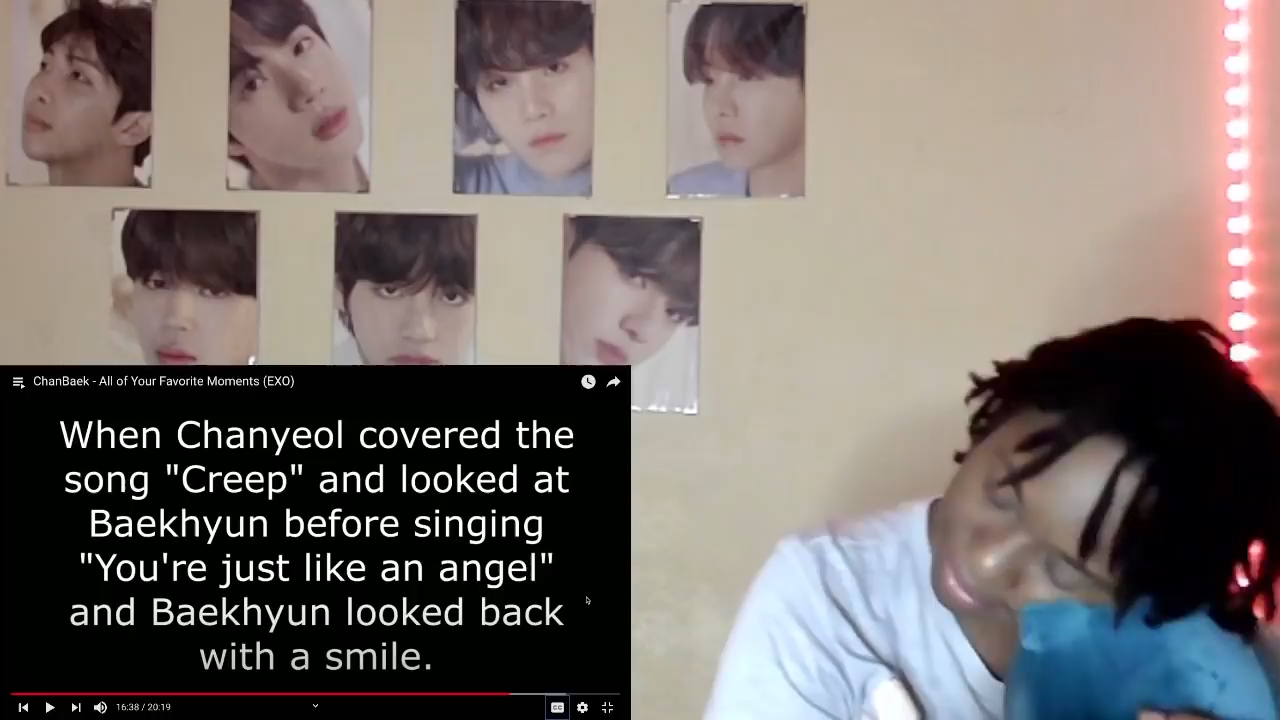 ChanBaek - All of Your Favorite Moments (EXO)
When Chanyeol covered the
song "Creep" and looked at
Baekhyun before singing
"You're just like an angel"
and Baekhyun looked back
with a smile.
16:38 / 20:19
CC